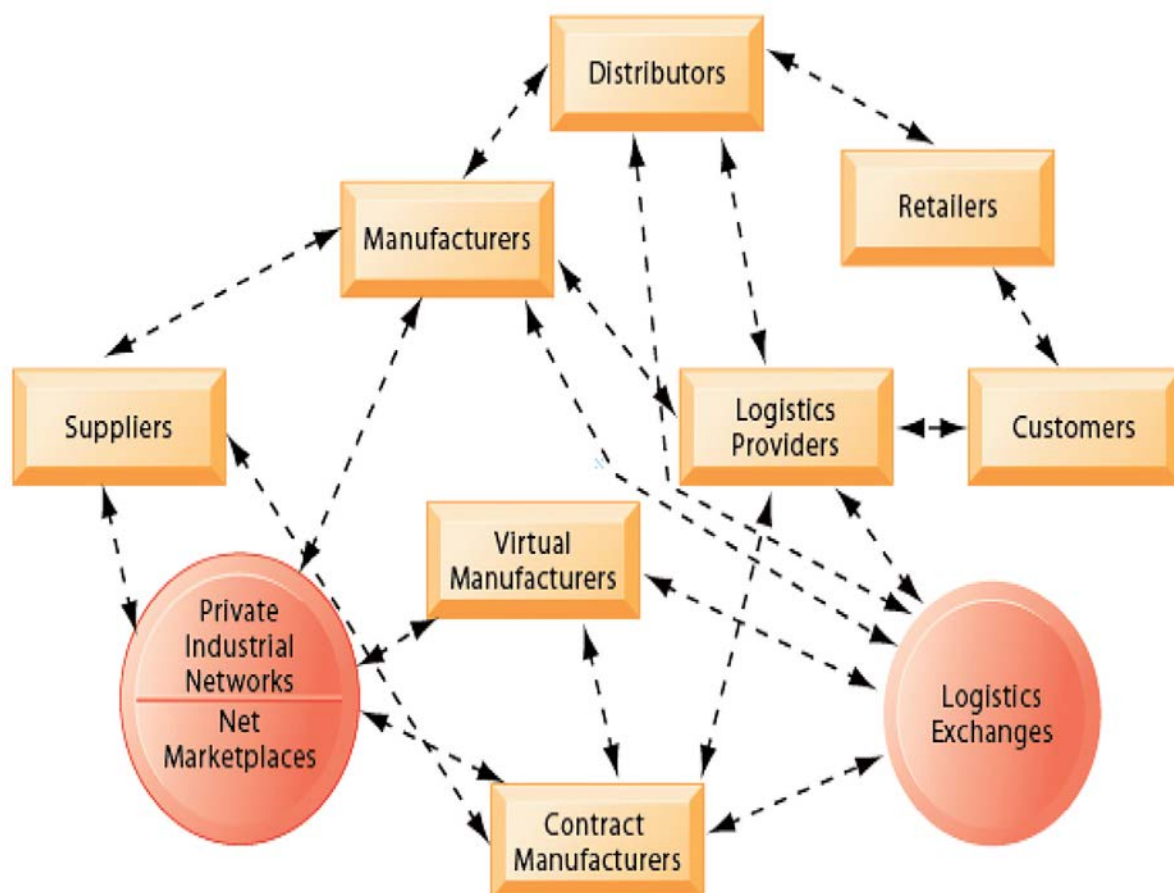 Distributors
Retailers
Manufacturers
Suppliers
Logistics
Providers
Customers
Virtual
Manufacturers
Private
Industrial
Networks
Net
Marketplaces
Logistics
Exchanges
Contract
Manufacturers